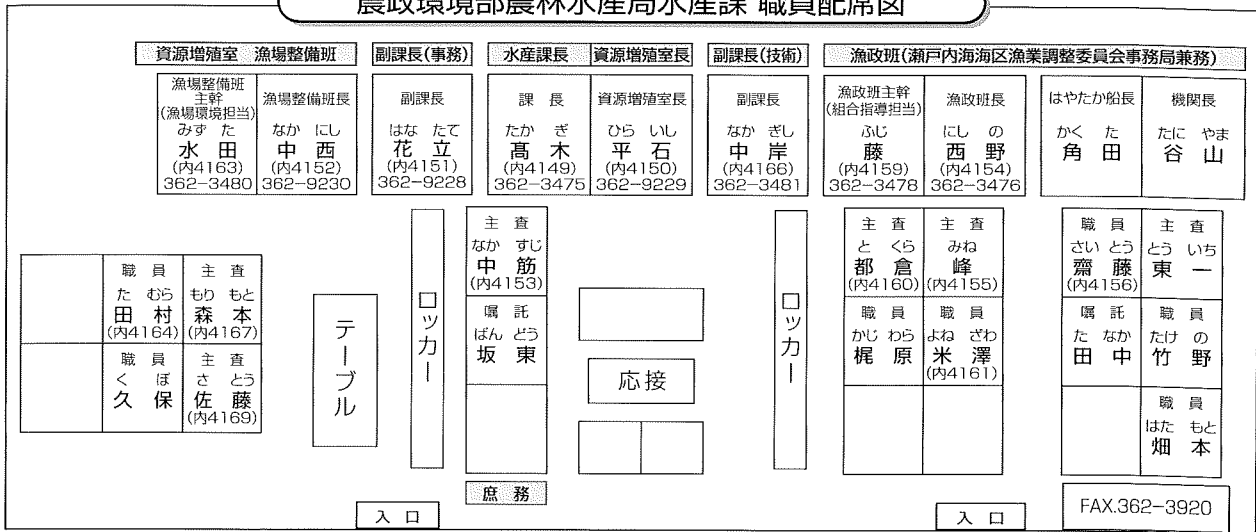 農政環境部農林水産局水産課 職員配席図
資源増殖室 漁場整備班
副課長(事務)
水産課長
資源増殖室長
副課長(技術)
漁政班(瀬戸内海海区漁業調整委員会事務局兼務)
漁場整備班
主幹
(漁場環境担当)
みず た
水 田
(内4163)
362-3480
漁場整備班長
なか にし
中 西
(内4152)
362-9230
副課長
はな たて
花 立
(内4151)
362-9228
課 長
たか ぎ
髙 木
(内4149)
362-3475
資源増殖室長
ひら いし
平 石
(内4150)
362-9229
副課長
なか ぎし
中 岸
(内4166)
362-3481
漁政班主幹
(組合指導担当)
ふじ
藤
(内4159)
362-3478
漁政班長
にし の
西 野
(内4154)
362-3476
はやたか船長
かく た
角 田
機関長
たに やま
谷 山
職 員
た むら
田 村
(内4164)
主 査
もり もと
森 本
(内4167)
職 員
く ぼ
久 保
主 査
さ とう
佐 藤
(内4169)
テーブル
ロッカー
主 査
なか すじ
中 筋
(内4153)
嘱 託
ばん どう
坂 東
庶 務
応接
ロッカー
主 査
と くら
都 倉
(内4160)
主 査
みね
峰
(内4155)
職 員
かじ わら
梶 原
職 員
よね ざわ
米 澤
(内4161)
職 員
さい とう
齋 藤
(内4156)
主 査
とう いち
東 一
嘱 託
た なか
田 中
職 員
たけ の
竹 野
職 員
はた もと
畑 本
入 口
入 口
FAX.362-3920